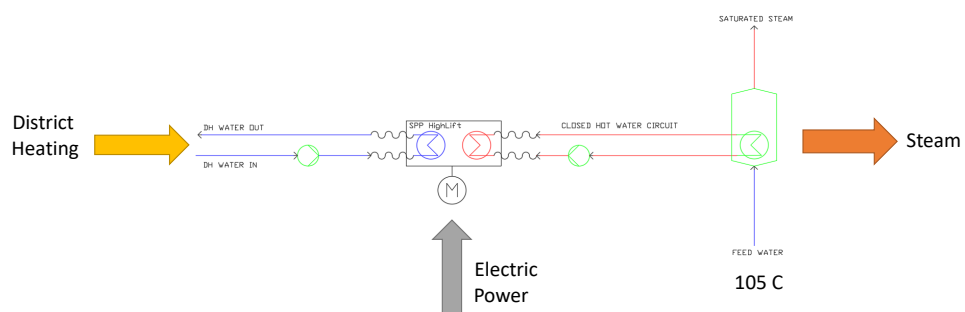 SATURATED STEAM
District
Heating
DH WATER OUT
SPP HighLift
CLOSED HOT WATER CIRCUIT
Steam
DH WATER IN
M
Electric
Power
FEED WATER
105 C